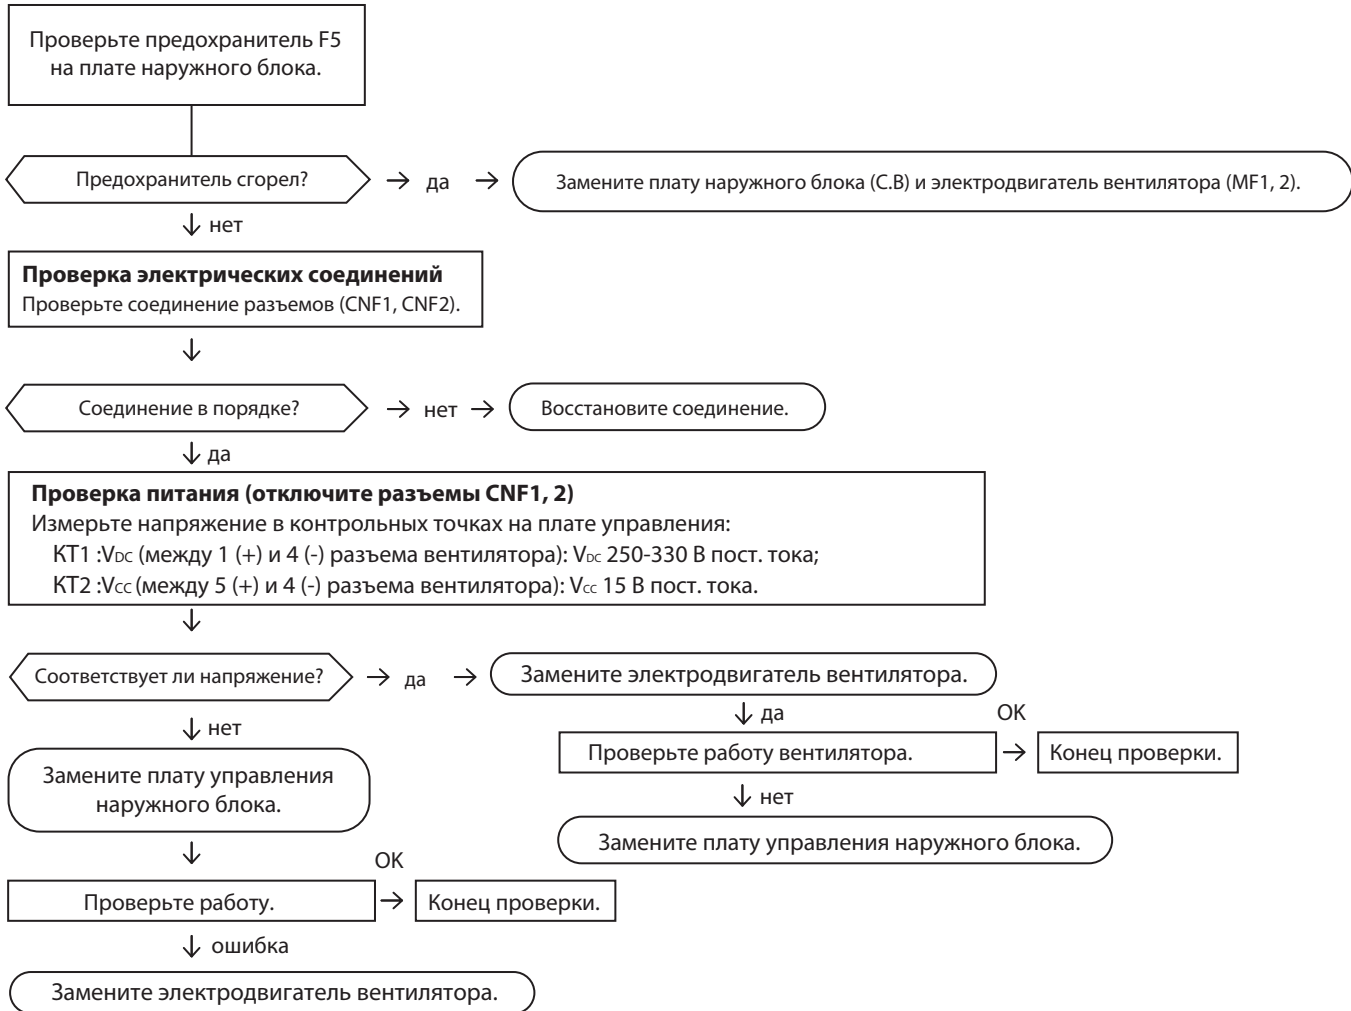 Проверьте предохранитель F5
на плате наружного блока.
Предохранитель сгорел?
да
Замените плату наружного блока (C.B) и электродвигатель вентилятора (MF1, 2).
нет
Проверка электрических соединений
Проверьте соединение разъемов (CNF1, CNF2).
Соединение в порядке?
нет
Восстановите соединение.
да
Проверка питания (отключите разъемы CNF1, 2)
Измерьте напряжение в контрольных точках на плате управления:
КТ1 :VDC (между 1 (+) и 4 (-) разъема вентилятора): VDC 250-330 В пост. тока;
КТ2 :VCC (между 5 (+) и 4 (-) разъема вентилятора): VCC 15 В пост. тока.
Соответствует ли напряжение?
да
Замените электродвигатель вентилятора.
да
OK
Проверьте работу вентилятора.
Конец проверки.
нет
Замените плату управления наружного блока.
нет
Замените плату управления
наружного блока.
OK
Проверьте работу.
Конец проверки.
ошибка
Замените электродвигатель вентилятора.